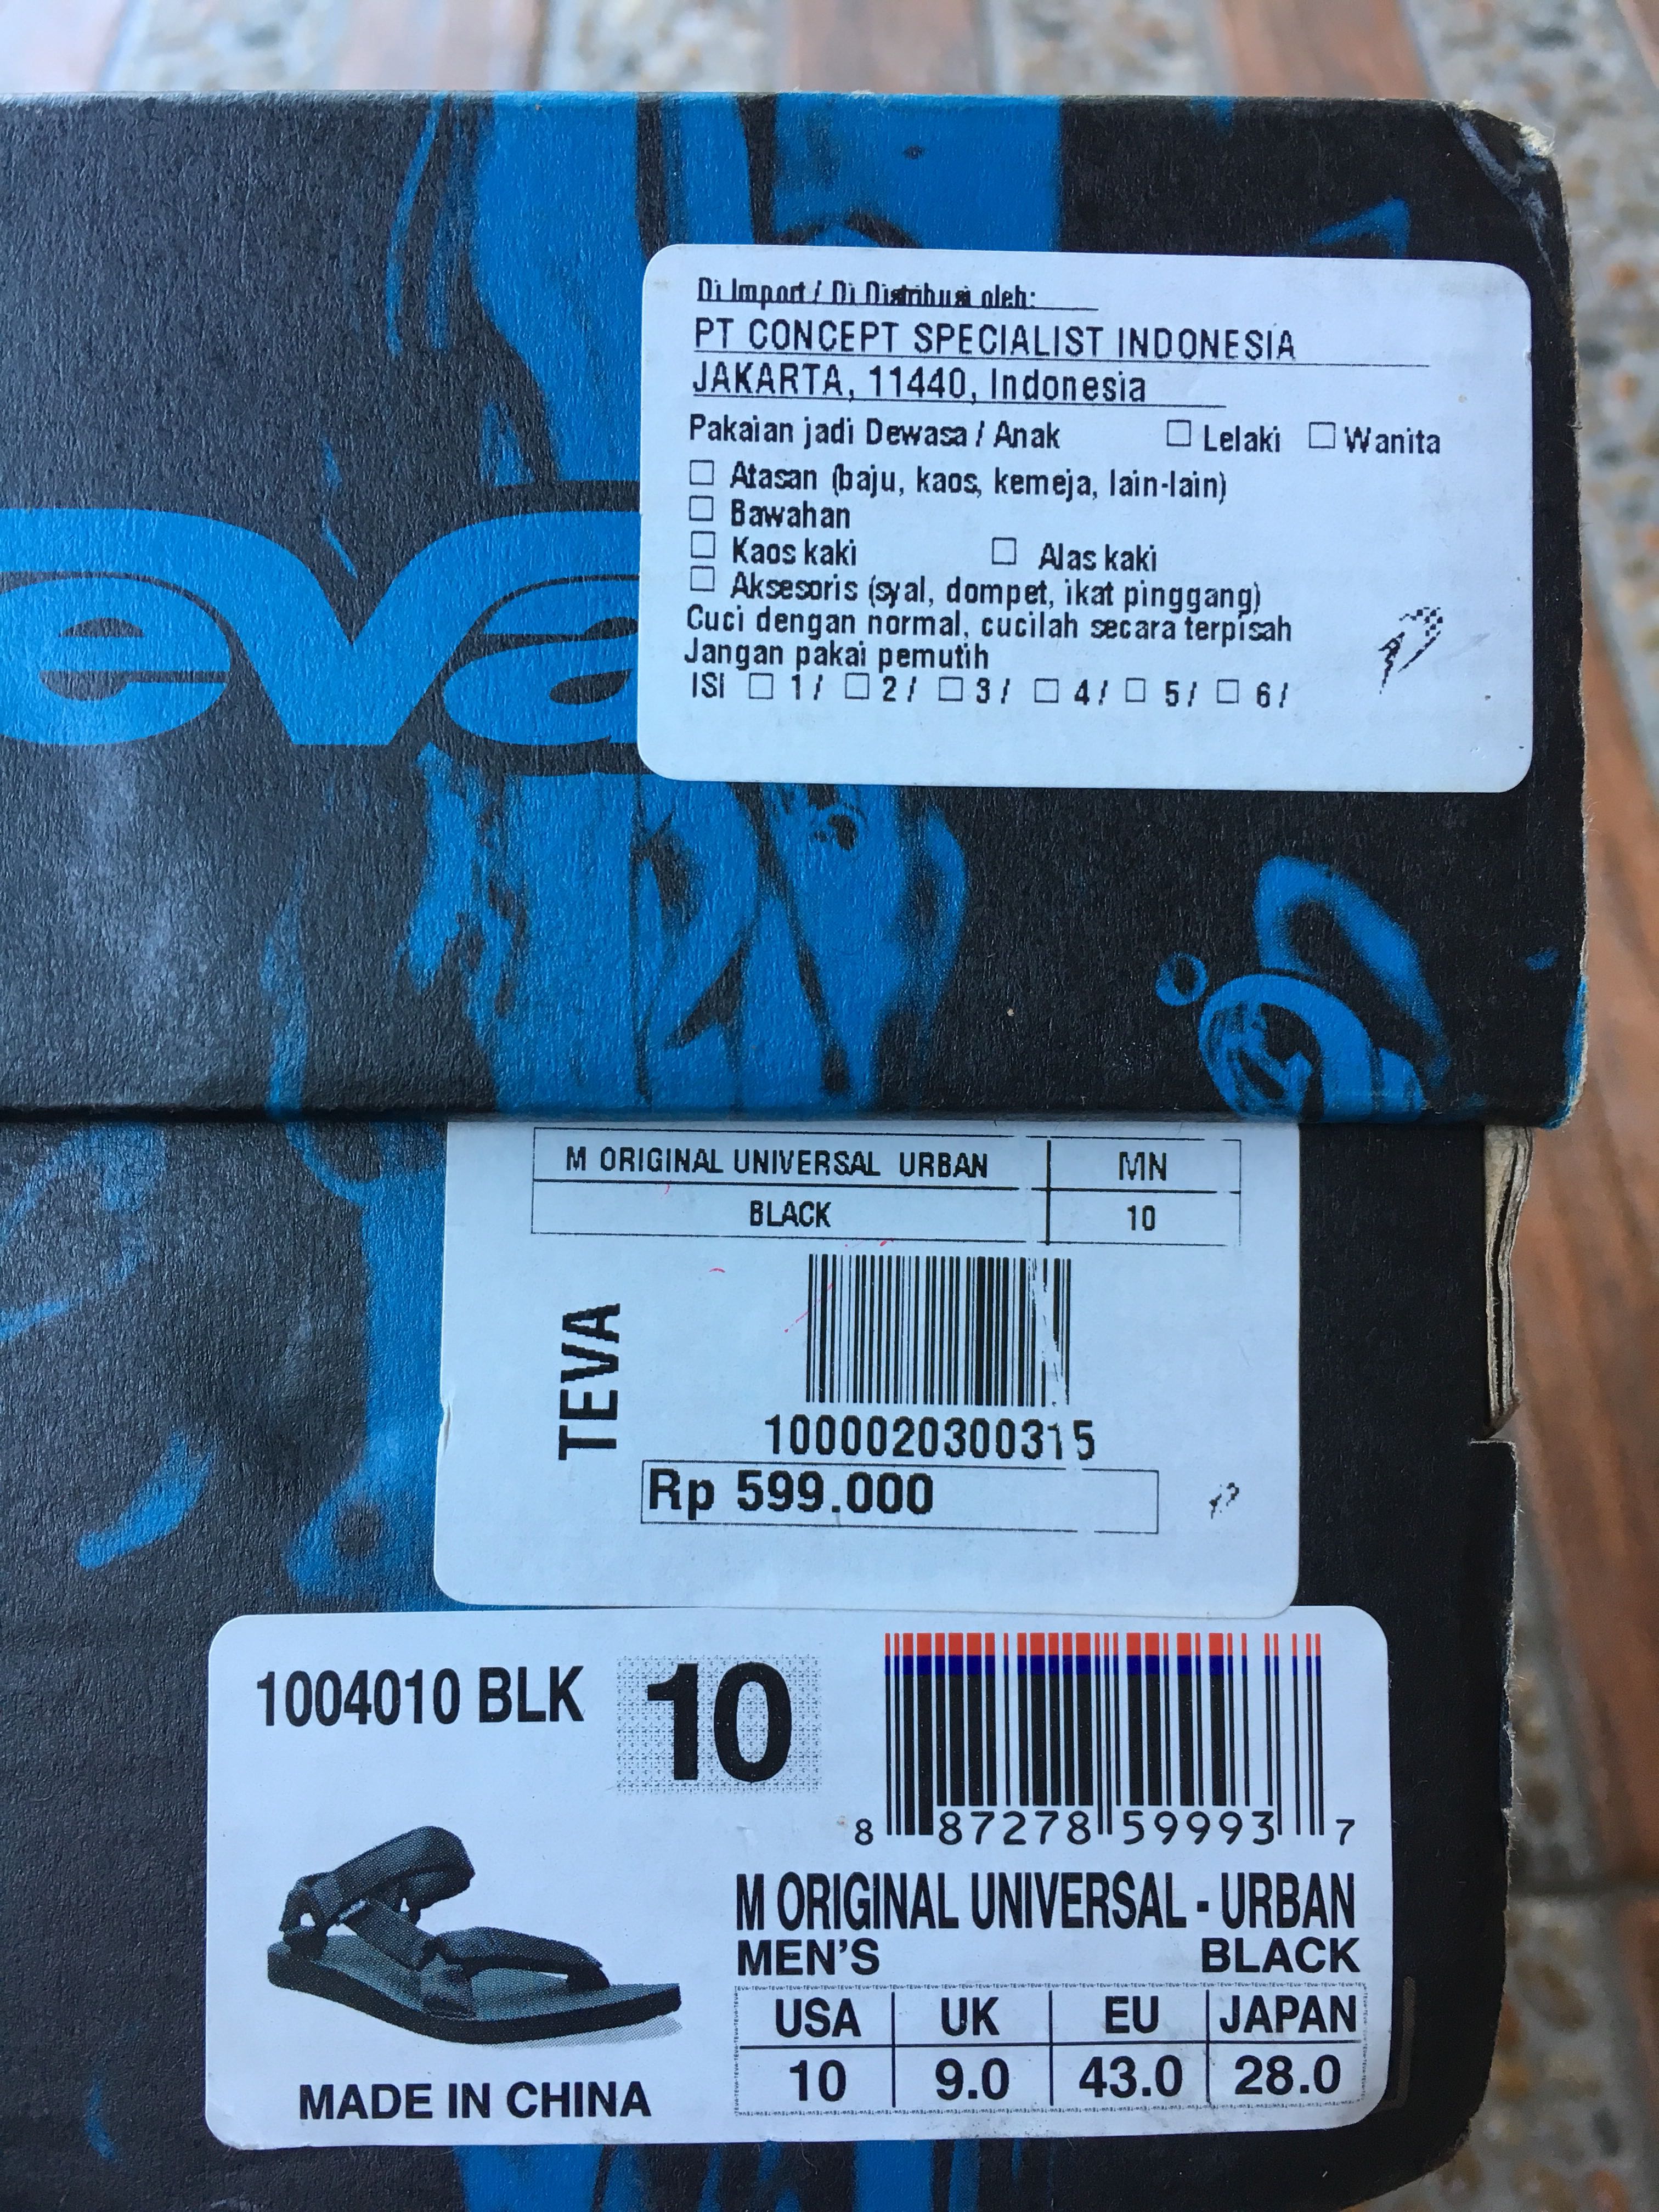 Di Import / Di Distribusi oleh:
PT CONCEPT SPECIALIST INDONESIA
JAKARTA, 11440, Indonesia
Pakaian jadi Dewasa / Anak ☐ Lelaki ☐ Wanita
☐ Atasan (baju, kaos, kemeja, lain-lain)
☐ Bawahan
☐ Kaos kaki ☐ Alas kaki
☐ Aksesoris (syal, dompet, ikat pinggang)
Cuci dengan normal, cucilah secara terpisah
Jangan pakai pemutih
ISI ☐ 1/ ☐ 2/ ☐ 3/ ☐ 4/ ☐ 5/ ☐ 6/
eva
M ORIGINAL UNIVERSAL URBAN MN
BLACK 10
TEVA
1000020300315
Rp 599.000
1004010 BLK 10
8 87278 59993 7
M ORIGINAL UNIVERSAL - URBAN
MEN'S BLACK
USA UK EU JAPAN
10 9.0 43.0 28.0
MADE IN CHINA